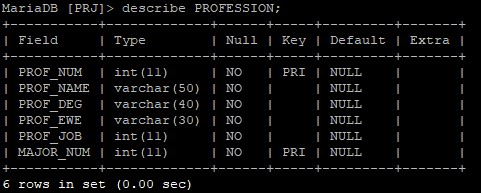 MariaDB [PRJ]> describe PROFESSION;
+-----------+-------------+------+-----+---------+-------+
| Field     | Type        | Null | Key | Default | Extra |
+-----------+-------------+------+-----+---------+-------+
| PROF_NUM  | int(11)     | NO   | PRI | NULL    |       |
| PROF_NAME | varchar(50) | NO   |     | NULL    |       |
| PROF_DEG  | varchar(40) | NO   |     | NULL    |       |
| PROF_EWE  | varchar(30) | NO   |     | NULL    |       |
| PROF_JOB  | int(11)     | NO   |     | NULL    |       |
| MAJOR_NUM | int(11)     | NO   | PRI | NULL    |       |
+-----------+-------------+------+-----+---------+-------+
6 rows in set (0.00 sec)